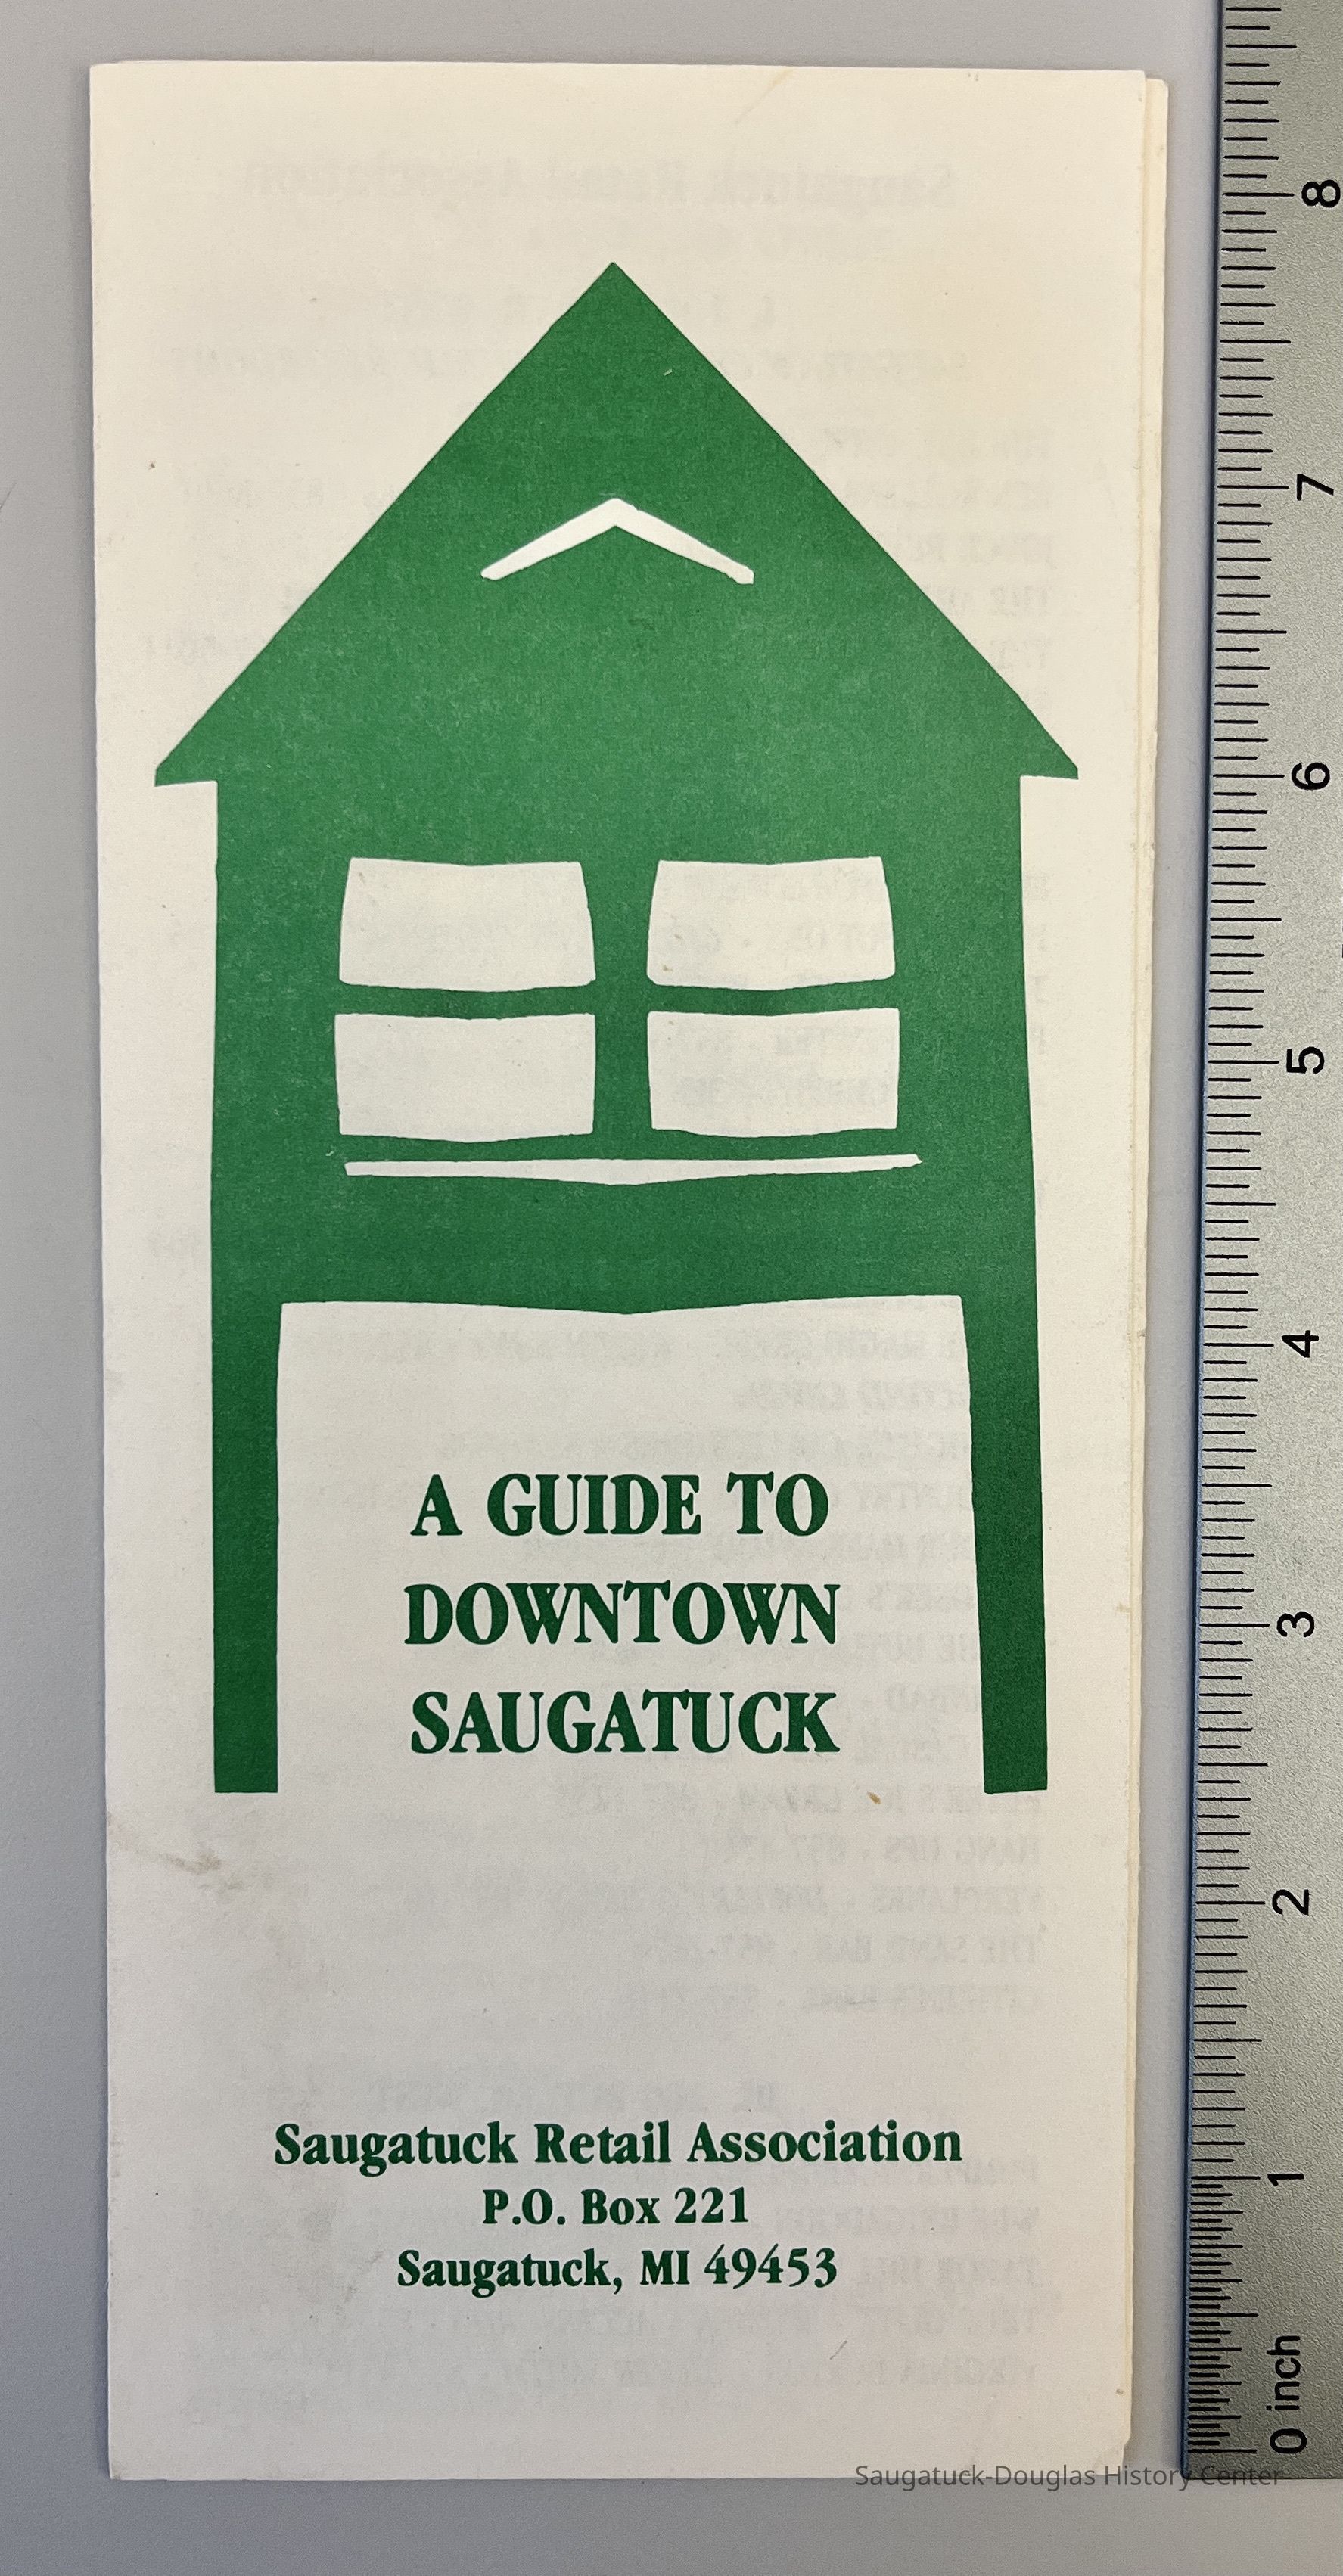 A GUIDE TO
DOWNTOWN
SAUGATUCK
Saugatuck Retail Association
P.O. Box 221
Saugatuck, MI 49453
8
7
6
5
4
3
2
1
0 inch
Saugatuck-Douglas History Center